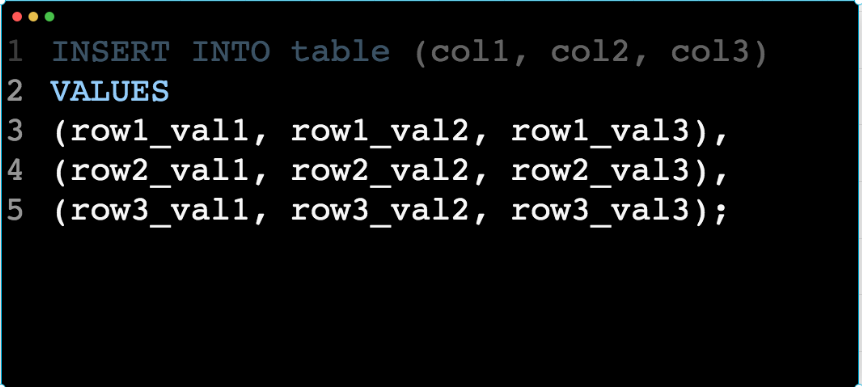 1 INSERT INTO table (col1, col2, col3)
2 VALUES
3 (row1_val1, row1_val2, row1_val3),
4 (row2_val1, row2_val2, row2_val3),
5 (row3_val1, row3_val2, row3_val3);